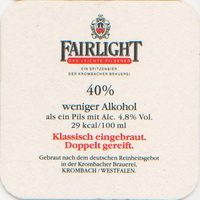 FAIRLIGHT
DAS LEICHTE PILSENER
EIN SPITZENBIER
DER KROMBACHER BRAUEREI
40%
weniger Alkohol
als ein Pils mit Alc. 4,8% Vol.
29 kcal/100 ml
Klassisch eingebraut.
Doppelt gereift.
Gebraut nach dem deutschen Reinheitsgebot
in der Krombacher Brauerei,
KROMBACH / WESTFALEN.